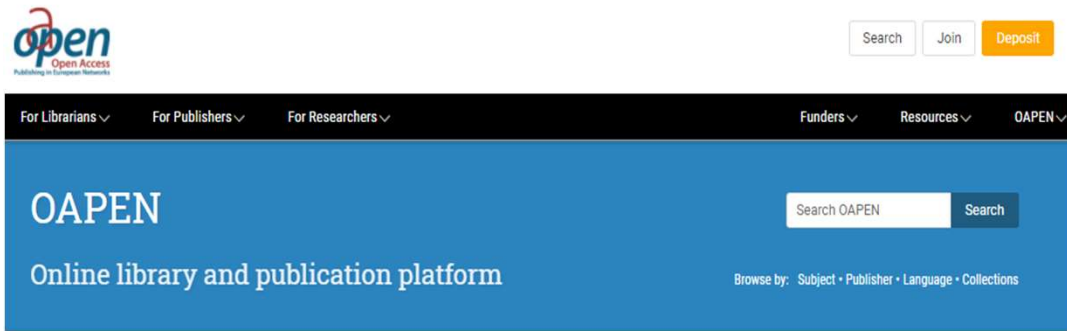 open
Open Access
Publishing in European Networks
Search Join Deposit
For Librarians For Publishers For Researchers Funders Resources OAPEN
OAPEN
Search OAPEN Search
Online library and publication platform
Browse by: Subject • Publisher • Language • Collections